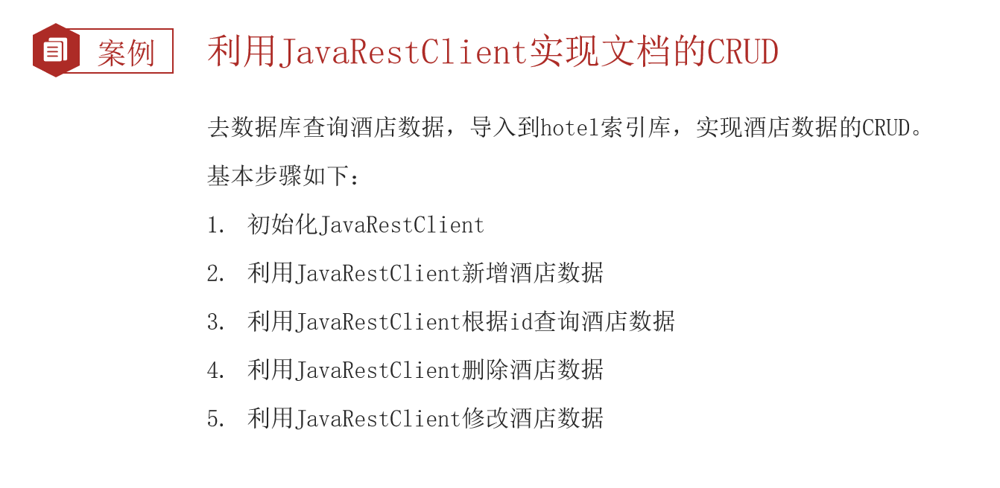 案例
利用JavaRestClient实现文档的CRUD
去数据库查询酒店数据，导入到hotel索引库，实现酒店数据的CRUD。
基本步骤如下：
1. 初始化JavaRestClient
2. 利用JavaRestClient新增酒店数据
3. 利用JavaRestClient根据id查询酒店数据
4. 利用JavaRestClient删除酒店数据
5. 利用JavaRestClient修改酒店数据